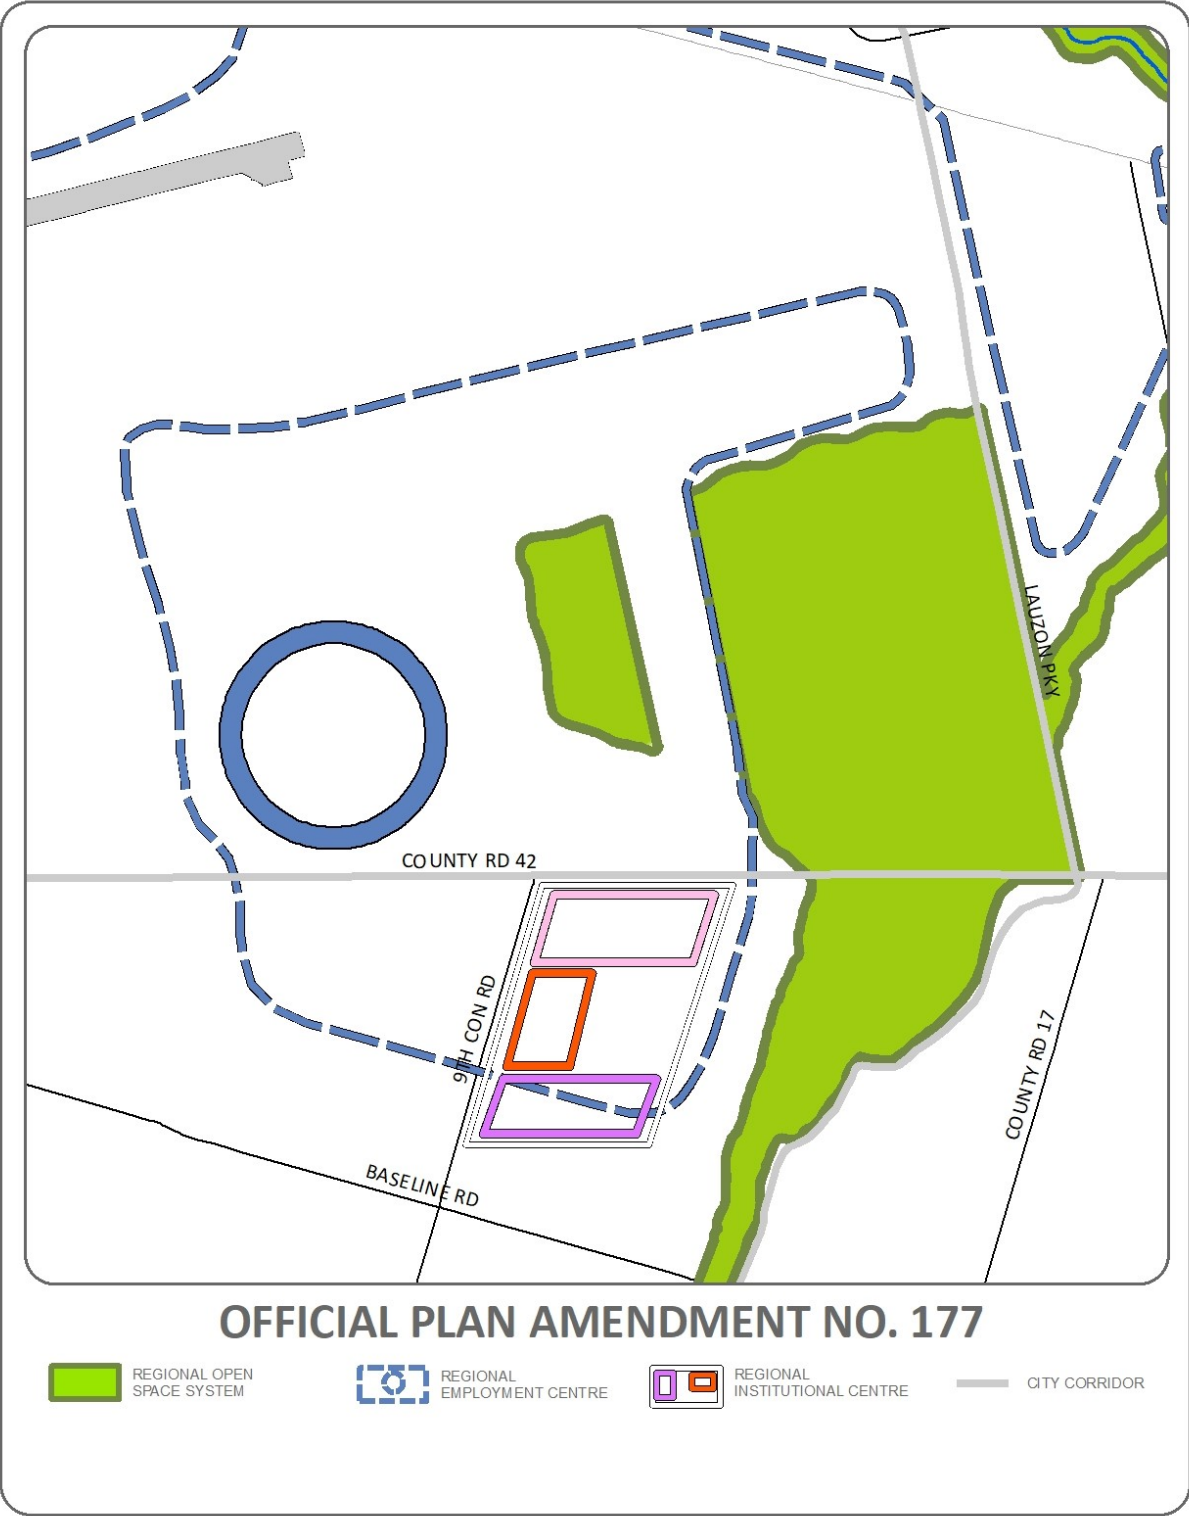 LAUZON PKY
COUNTY RD 42
9TH CON RD
COUNTY RD 17
BASELINE RD
OFFICIAL PLAN AMENDMENT NO. 177
REGIONAL OPEN
SPACE SYSTEM
REGIONAL
EMPLOYMENT CENTRE
REGIONAL
INSTITUTIONAL CENTRE
CITY CORRIDOR